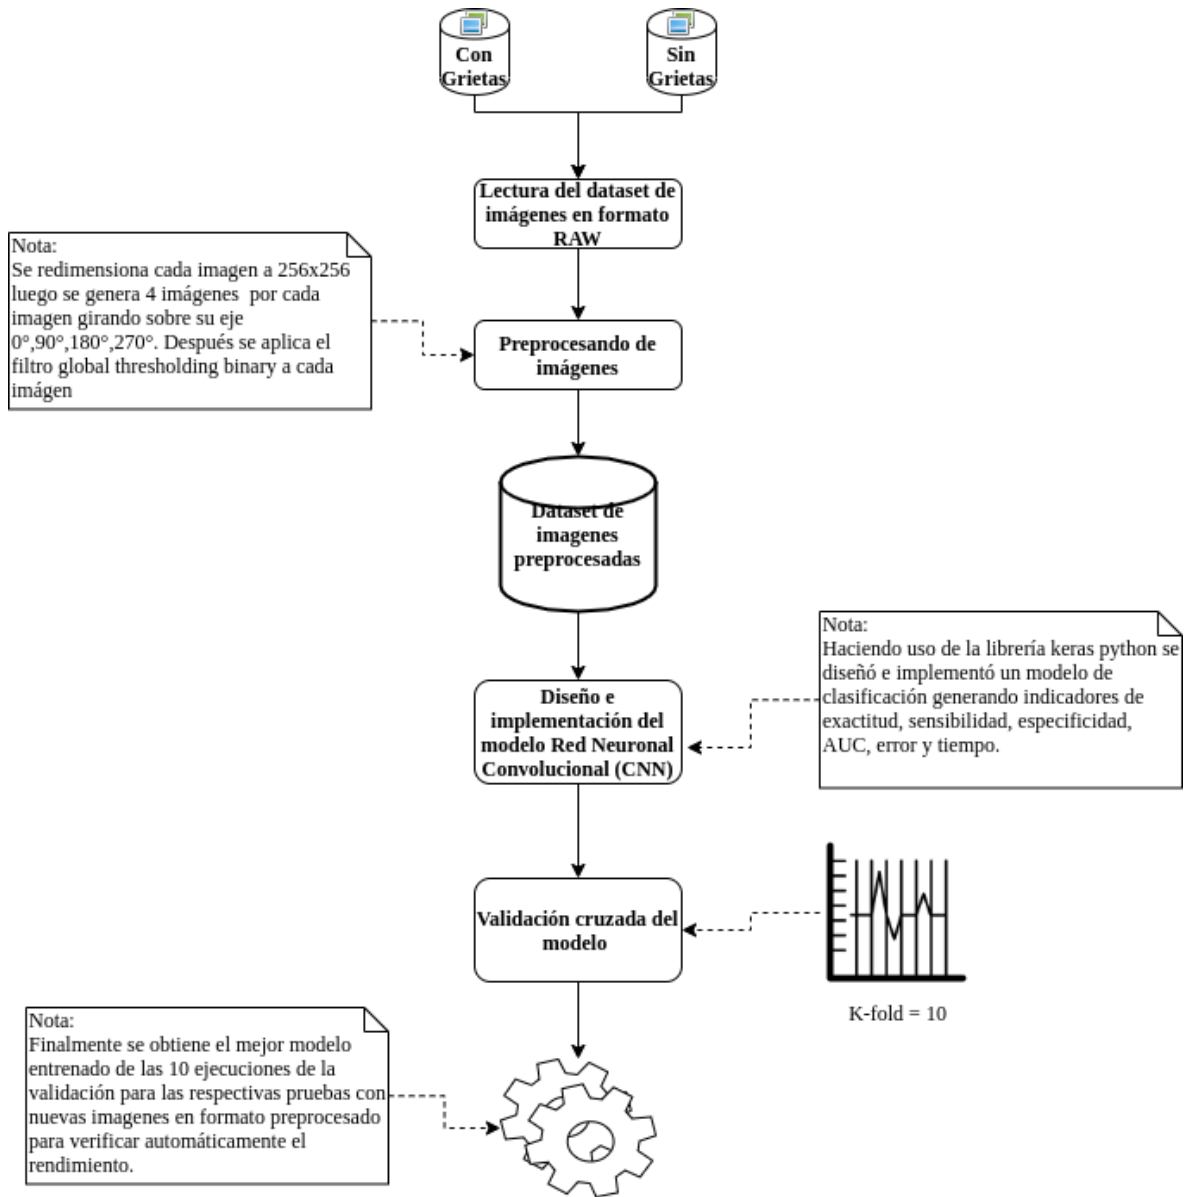 Con
Grietas
Sin
Grietas
Lectura del dataset de
imágenes en formato
RAW
Nota:
Se redimensiona cada imagen a 256x256
luego se genera 4 imágenes  por cada
imagen girando sobre su eje
0°,90°,180°,270°. Después se aplica el
filtro global thresholding binary a cada
imágen
Preprocesando de
imágenes
Dataset de
imagenes
preprocesadas
Nota:
Haciendo uso de la librería keras python se
diseñó e implementó un modelo de
clasificación generando indicadores de
exactitud, sensibilidad, especificidad,
AUC, error y tiempo.
Diseño e
implementación del
modelo Red Neuronal
Convolucional (CNN)
Validación cruzada del
modelo
K-fold = 10
Nota:
Finalmente se obtiene el mejor modelo
entrenado de las 10 ejecuciones de la
validación para las respectivas pruebas con
nuevas imagenes en formato preprocesado
para verificar automáticamente el
rendimiento.